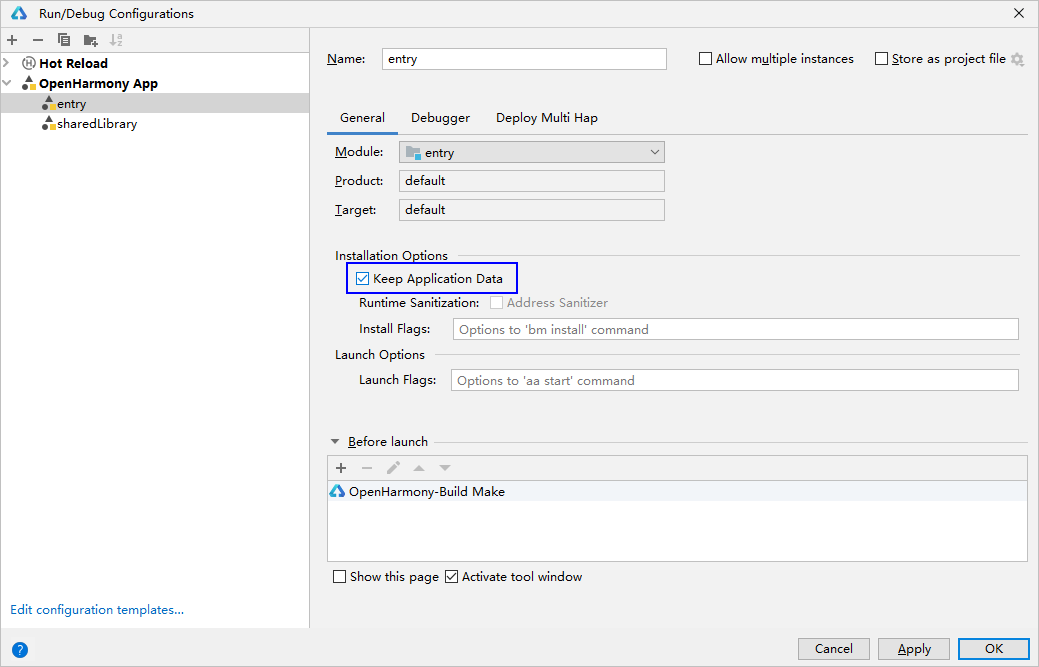 Run/Debug Configurations
Hot Reload
OpenHarmony App
entry
sharedLibrary
Edit configuration templates...
Name: entry
Allow multiple instances
Store as project file
General Debugger Deploy Multi Hap
Module: entry
Product: default
Target: default
Installation Options
Keep Application Data
Runtime Sanitization: Address Sanitizer
Install Flags: Options to 'bm install' command
Launch Options
Launch Flags: Options to 'aa start' command
Before launch
OpenHarmony-Build Make
Show this page Activate tool window
? Cancel Apply OK